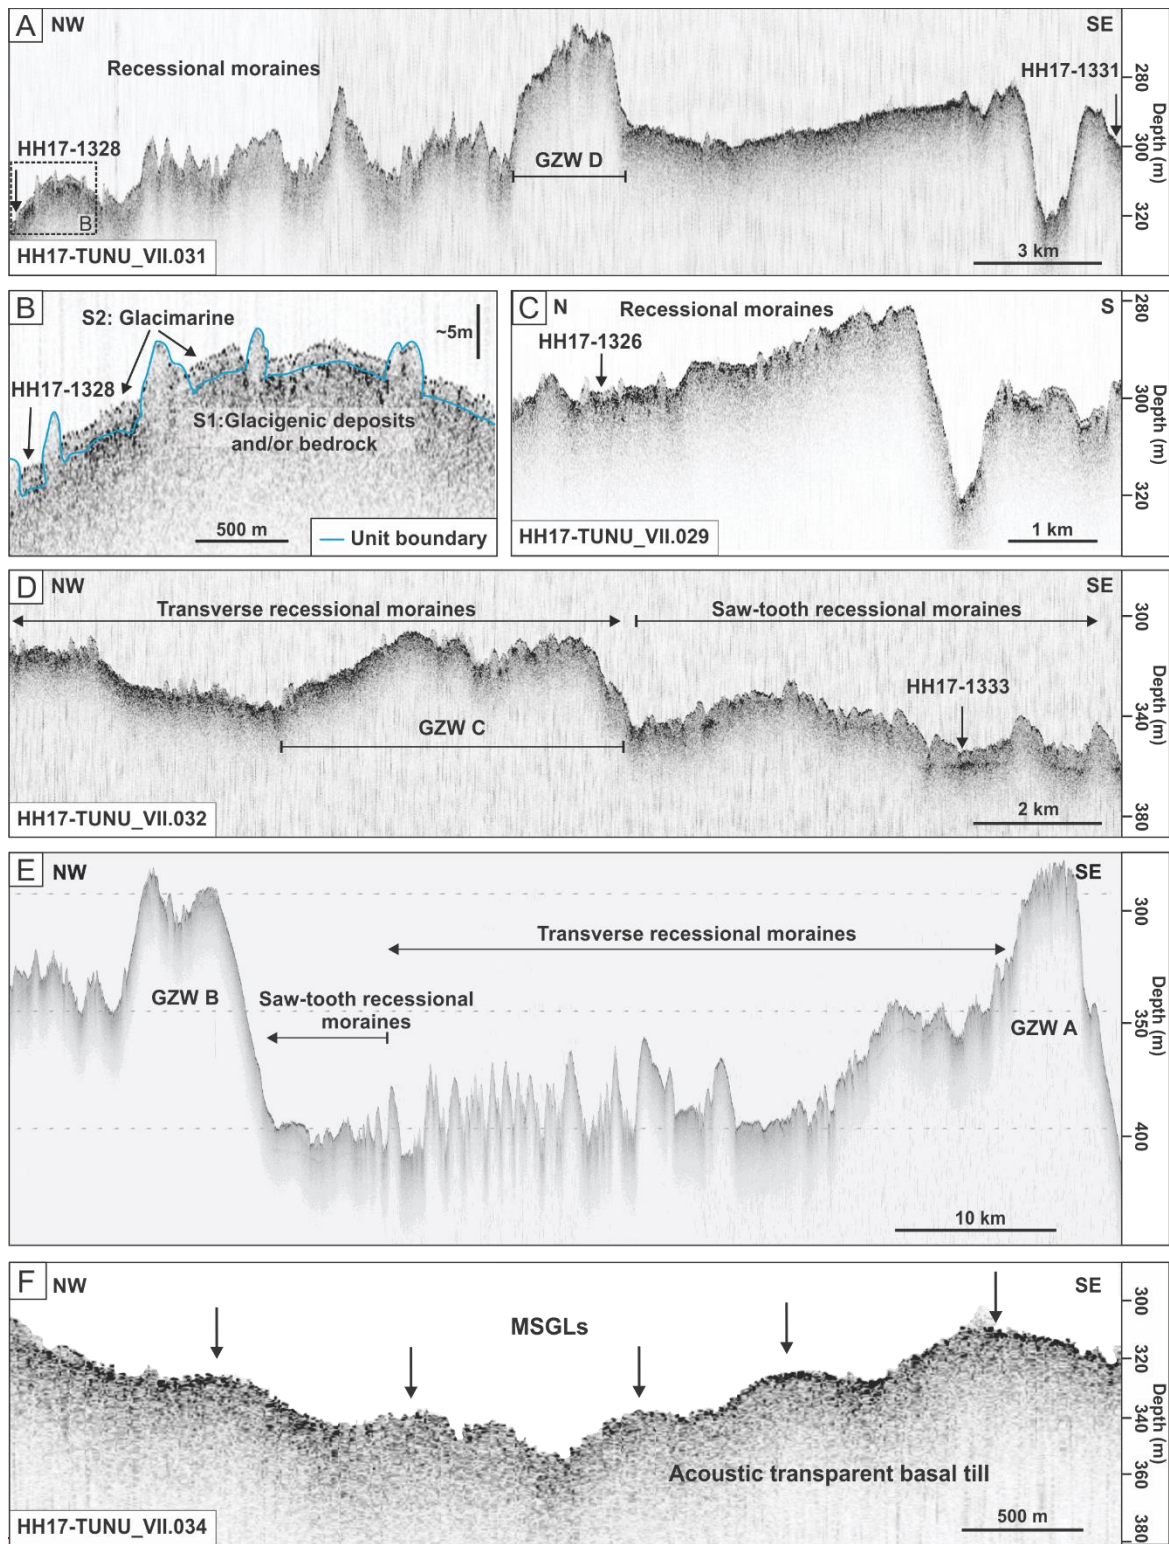 A
NW
SE
Recessional moraines
HH17-1331
HH17-1328
GZW D
B
HH17-TUNU_VII.031
3 km
280
300
320
Depth (m)
B
S2: Glacimarine
~5m
HH17-1328
S1:Glacigenic deposits
and/or bedrock
500 m
Unit boundary
C
N
Recessional moraines
S
HH17-1326
HH17-TUNU_VII.029
1 km
280
300
320
Depth (m)
D
NW
SE
Transverse recessional moraines
Saw-tooth recessional moraines
HH17-1333
GZW C
HH17-TUNU_VII.032
2 km
300
340
380
Depth (m)
E
NW
SE
Transverse recessional moraines
GZW B
Saw-tooth recessional
moraines
GZW A
10 km
300
350
400
Depth (m)
F
NW
SE
MSGLs
Acoustic transparent basal till
HH17-TUNU_VII.034
500 m
300
320
340
360
380
Depth (m)